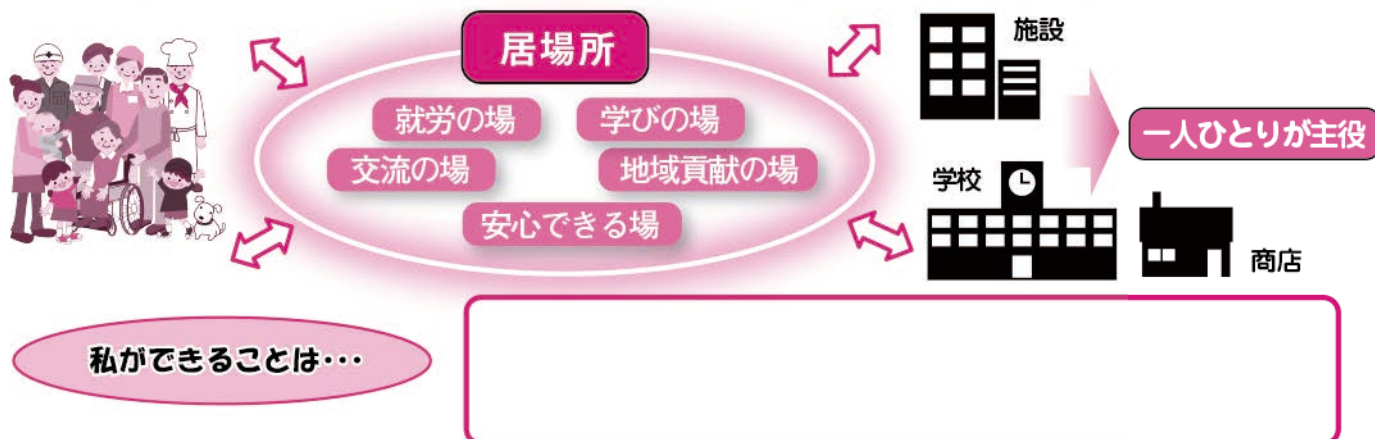 居場所
就労の場
学びの場
交流の場
地域貢献の場
安心できる場
施設
学校
商店
一人ひとりが主役
私ができることは・・・